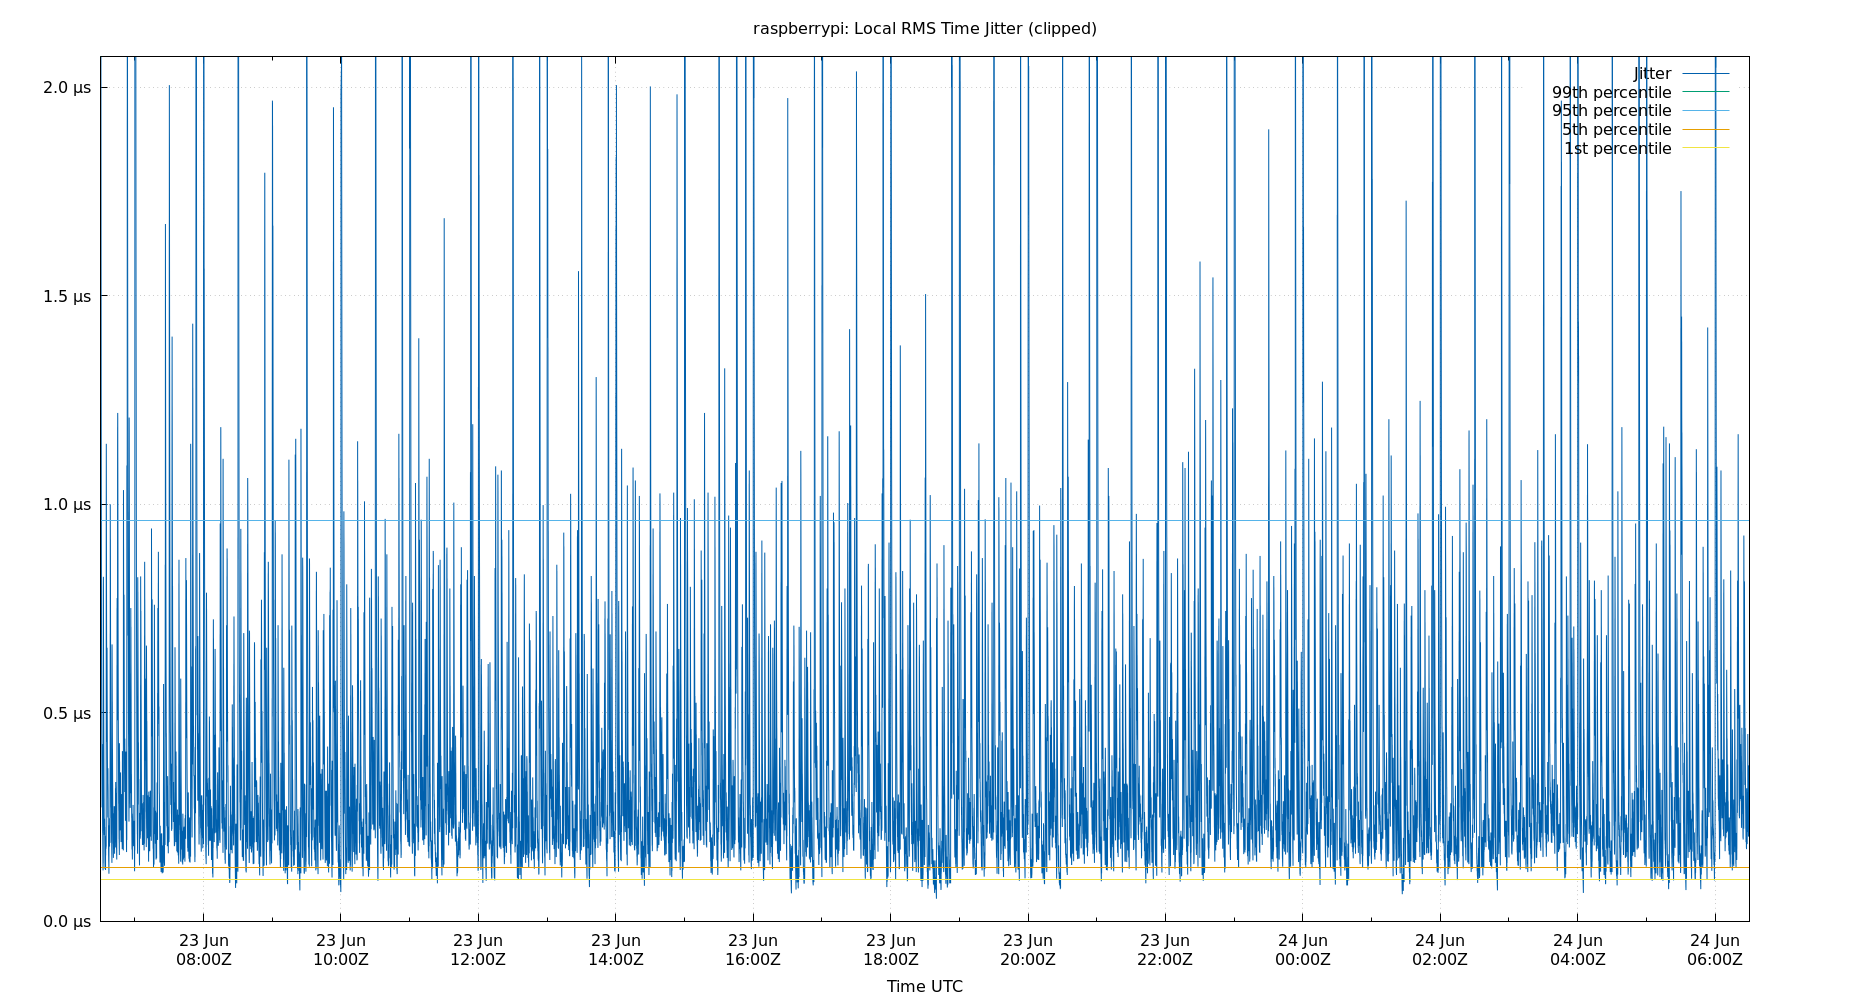 raspberrypi: Local RMS Time Jitter (clipped)
Jitter
99th percentile
95th percentile
5th percentile
1st percentile
2.0 µs
1.5 µs
1.0 µs
0.5 µs
0.0 µs
23 Jun 23 Jun 23 Jun 23 Jun 23 Jun 23 Jun 23 Jun 23 Jun 24 Jun 24 Jun 24 Jun 24 Jun
08:00Z 10:00Z 12:00Z 14:00Z 16:00Z 18:00Z 20:00Z 22:00Z 00:00Z 02:00Z 04:00Z 06:00Z
Time UTC